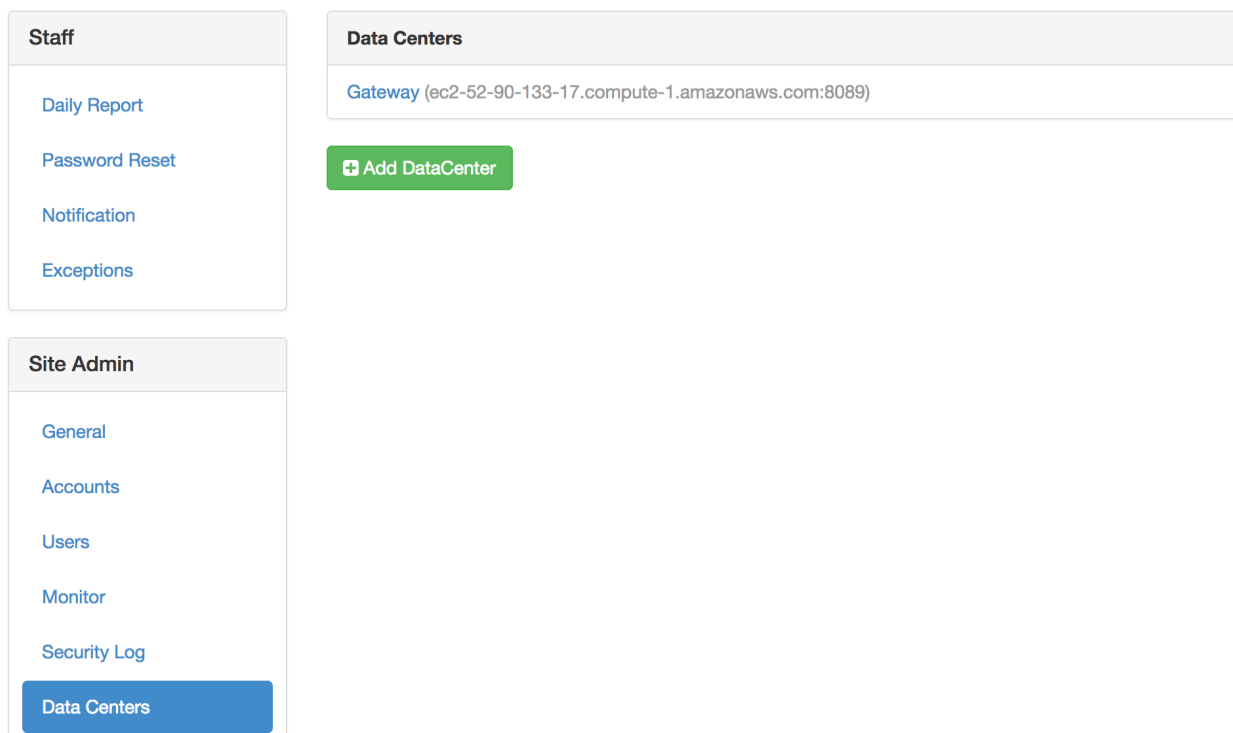 Staff
Daily Report
Password Reset
Notification
Exceptions
Site Admin
General
Accounts
Users
Monitor
Security Log
Data Centers
Data Centers
Gateway (ec2-52-90-133-17.compute-1.amazonaws.com:8089)
Add DataCenter